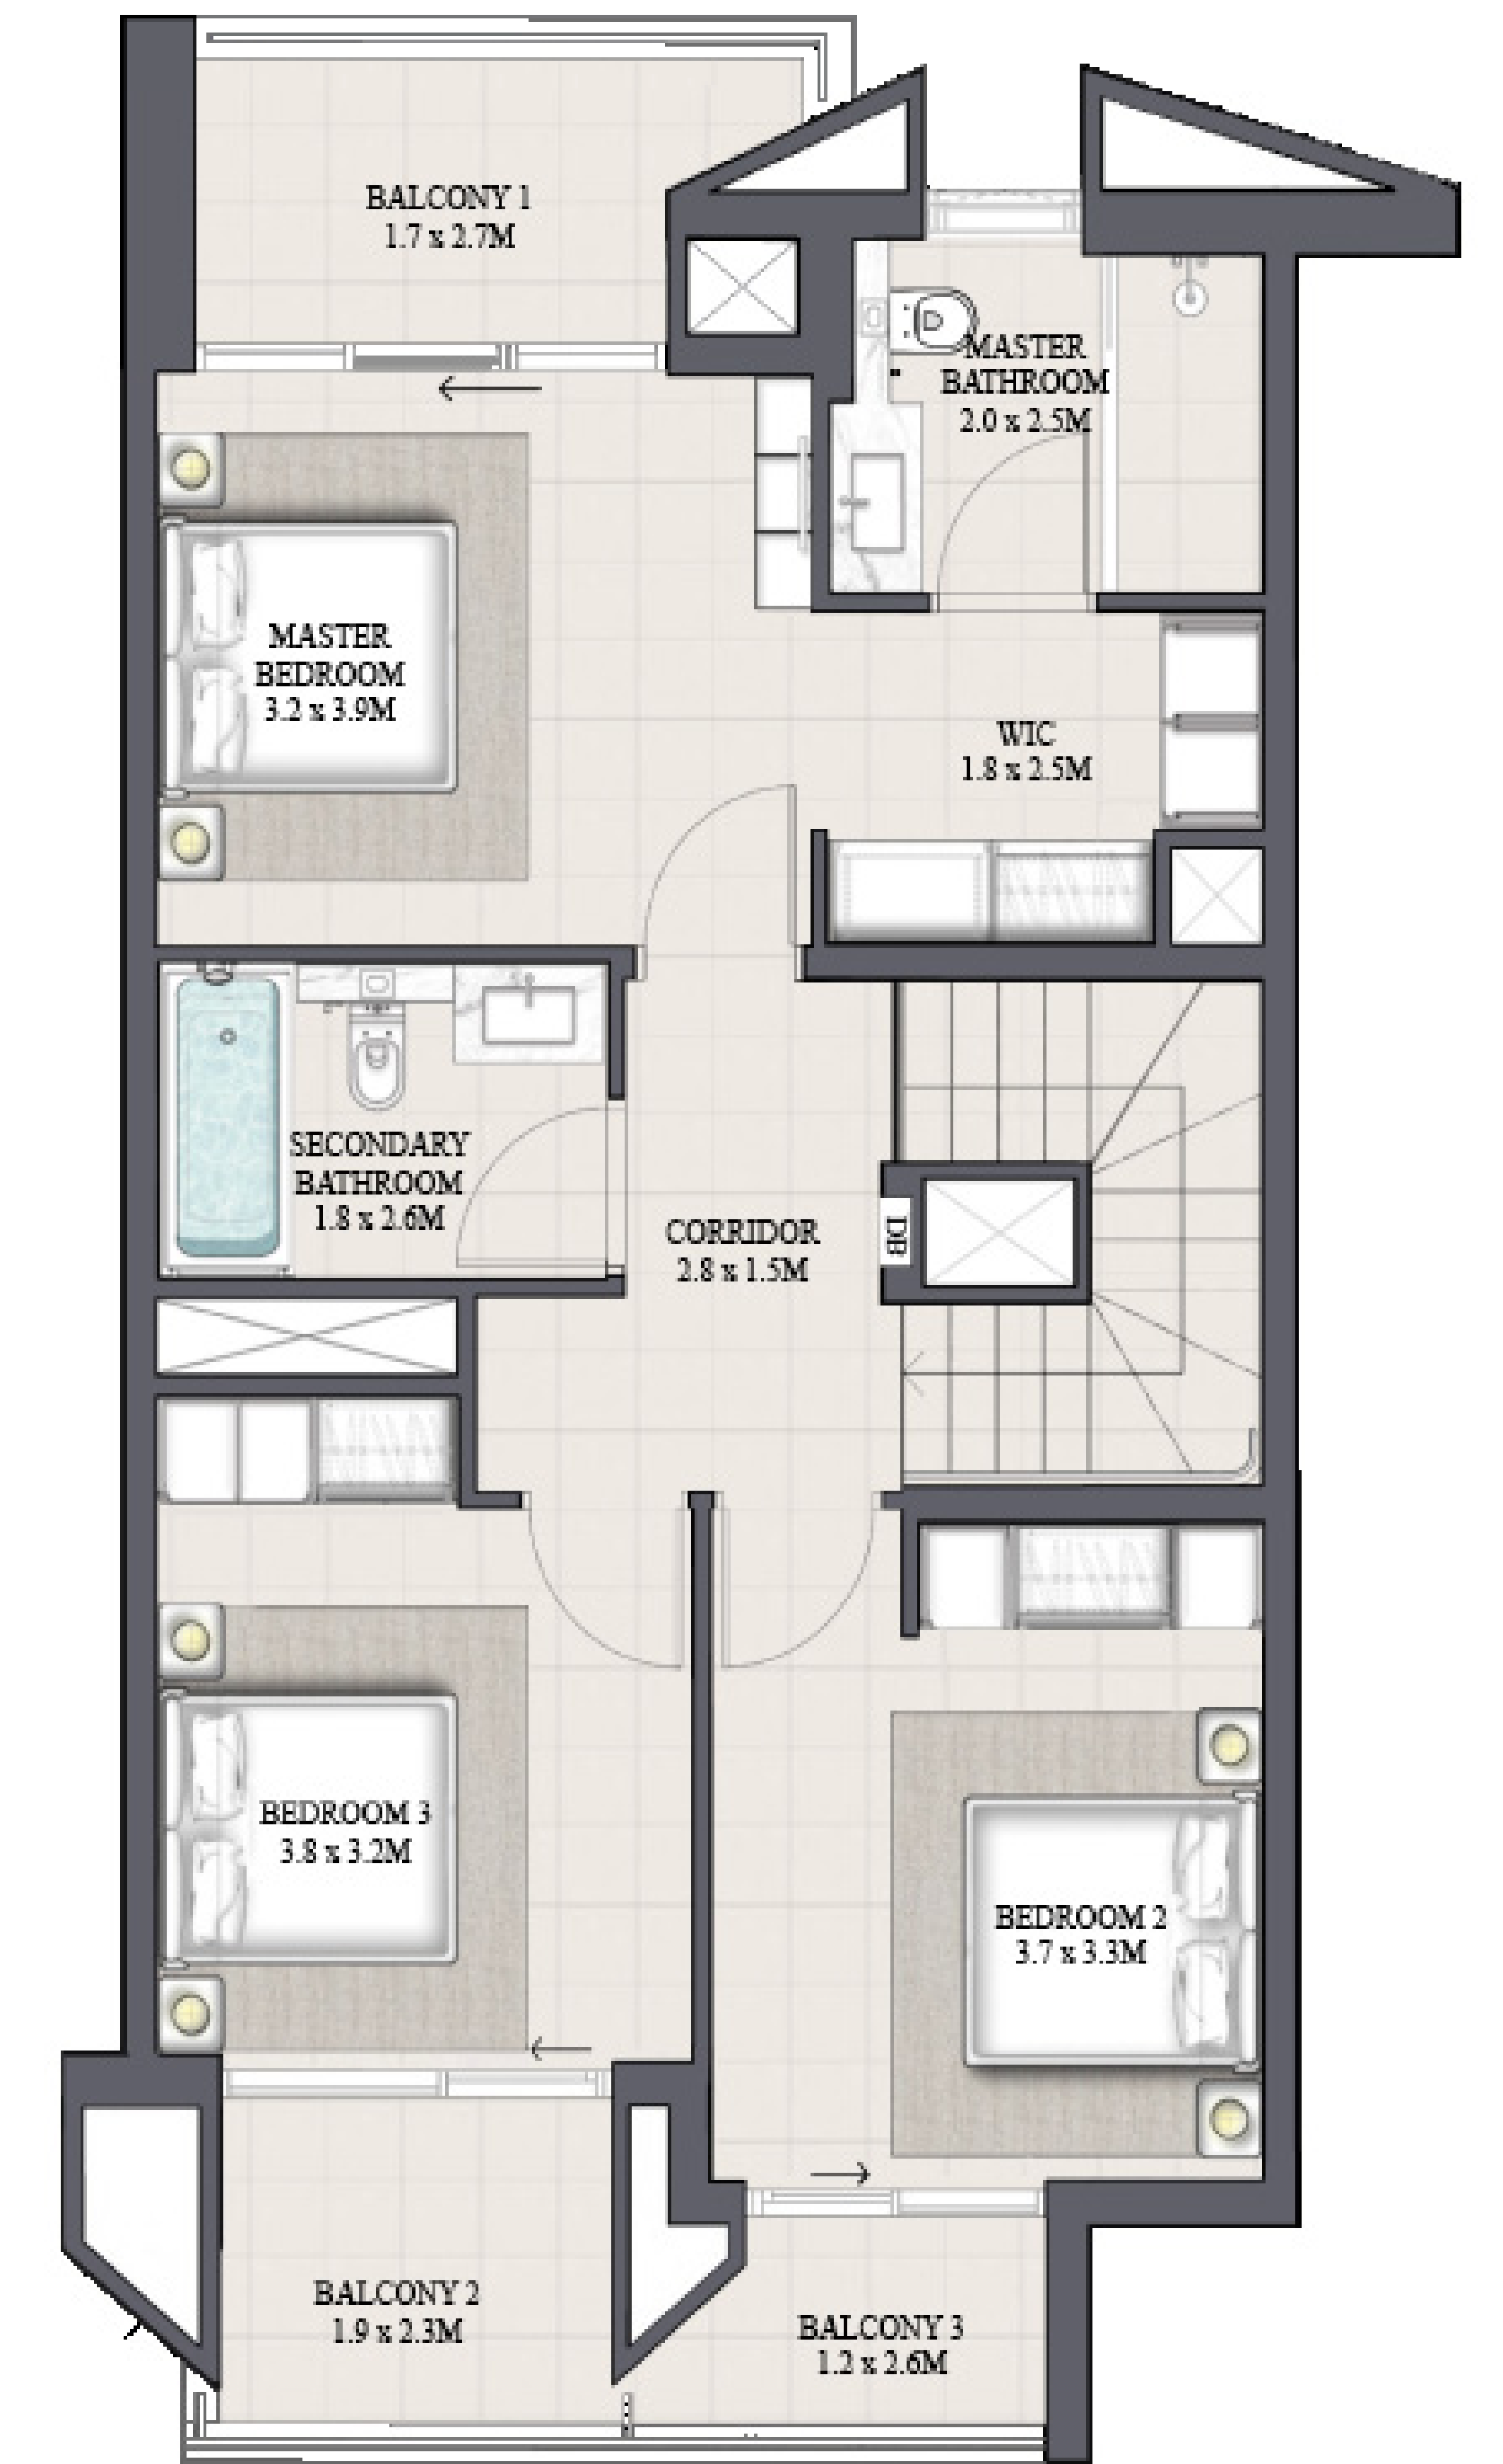 BALCONY 1
1.7 x 2.7M
MASTER
BATHROOM
2.0 x 2.5M
MASTER
BEDROOM
3.2 x 3.9M
WIC
1.8 x 2.5M
SECONDARY
BATHROOM
1.8 x 2.6M
CORRIDOR
2.8 x 1.5M
DB
BEDROOM 3
3.8 x 3.2M
BEDROOM 2
3.7 x 3.3M
BALCONY 2
1.9 x 2.3M
BALCONY 3
1.2 x 2.6M